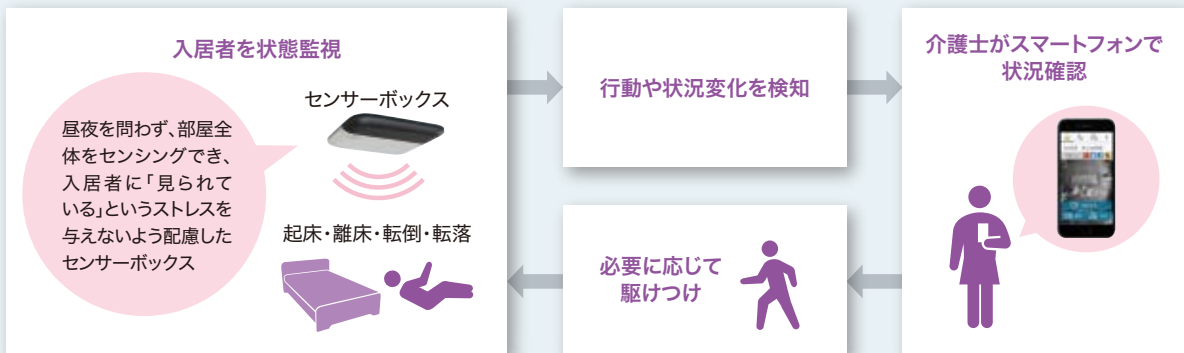 入居者を状態監視
センサーボックス
昼夜を問わず、部屋全
体をセンシングでき、
入居者に「見られて
いる」というストレスを
与えないよう配慮した
センサーボックス
起床・離床・転倒・転落
行動や状況変化を検知
介護士がスマートフォンで
状況確認
必要に応じて
駆けつけ